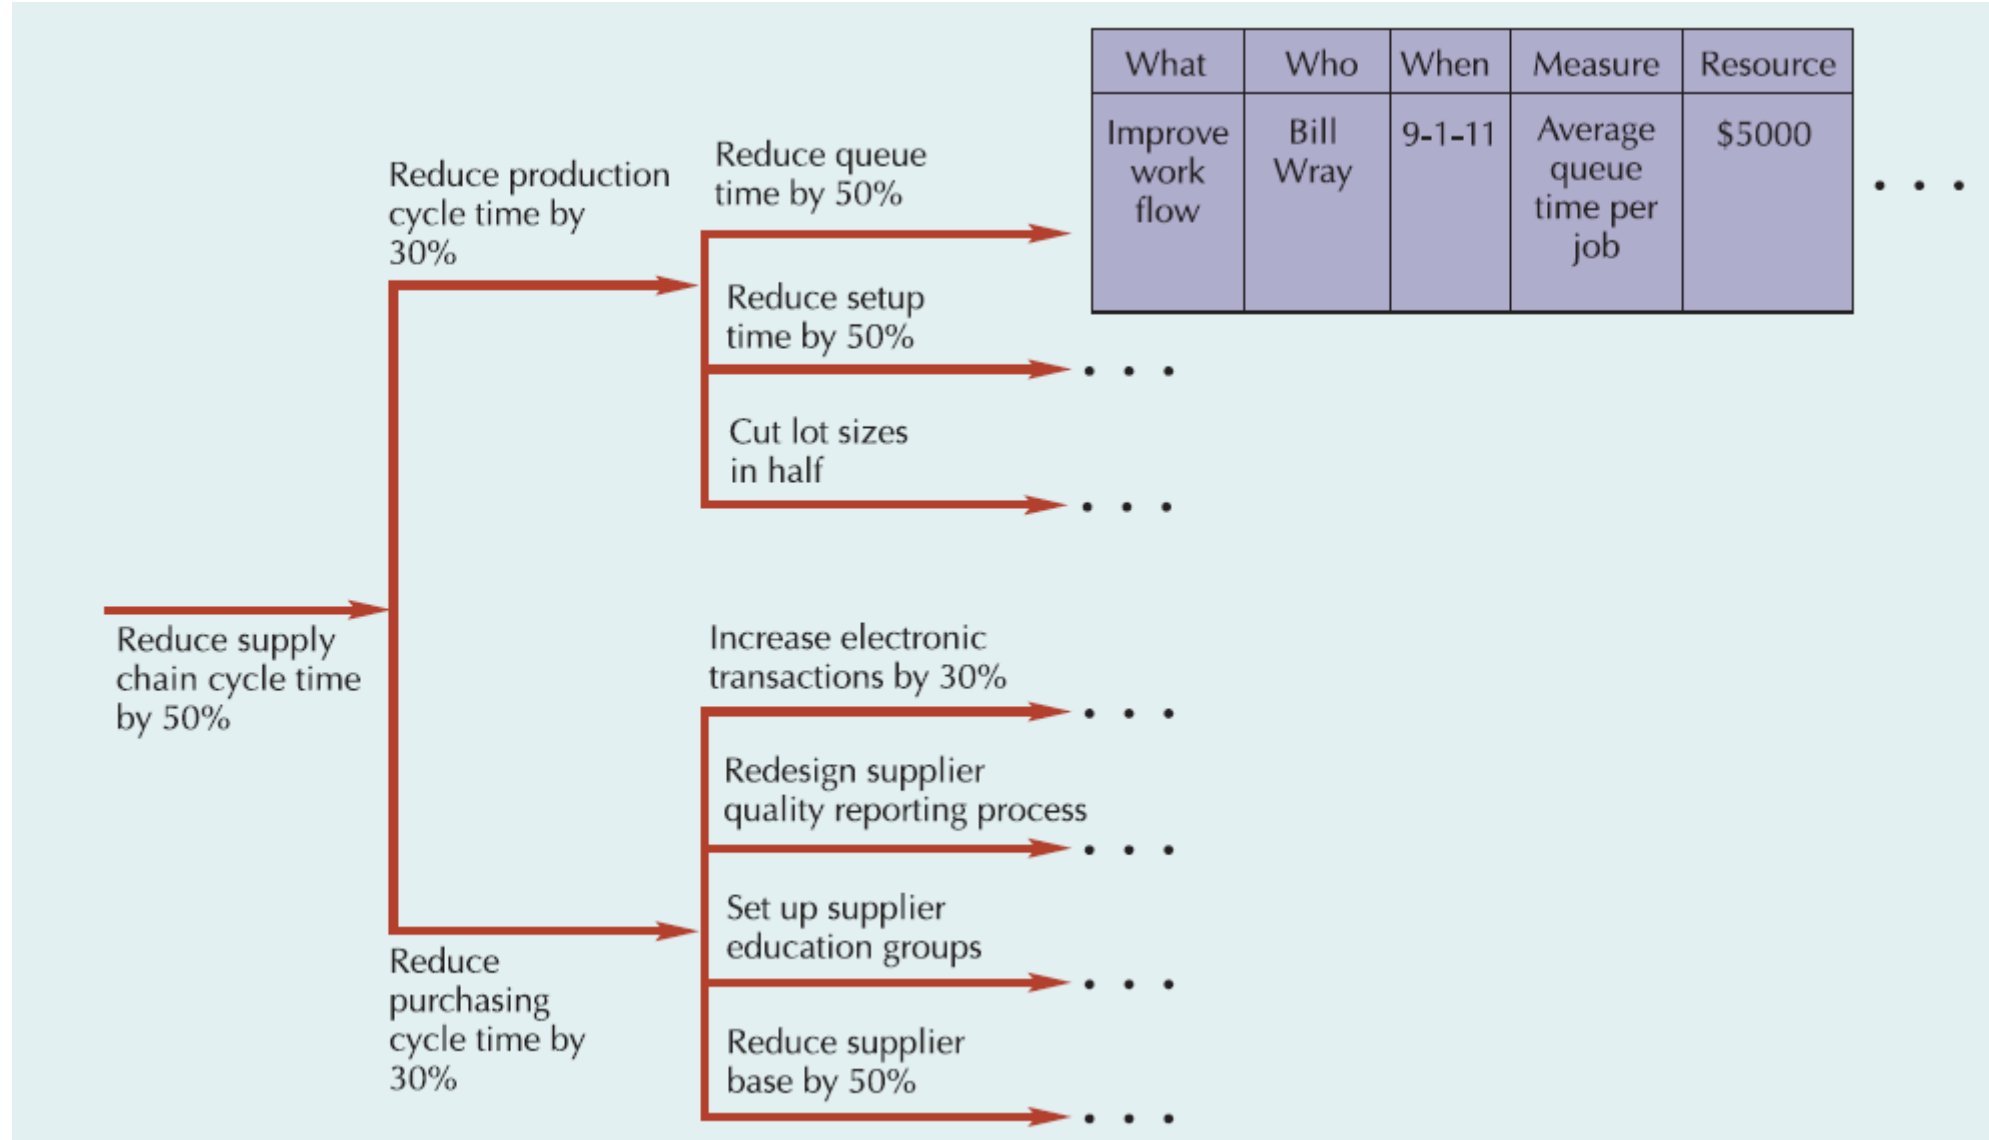 What Who When Measure Resource
Improve work flow
Bill Wray
9-1-11
Average queue time per job
$5000
Reduce production
cycle time by
30%
Reduce queue
time by 50%
Reduce setup
time by 50%
Cut lot sizes
in half
Reduce supply
chain cycle time
by 50%
Increase electronic
transactions by 30%
Redesign supplier
quality reporting process
Set up supplier
education groups
Reduce
purchasing
cycle time by
30%
Reduce supplier
base by 50%